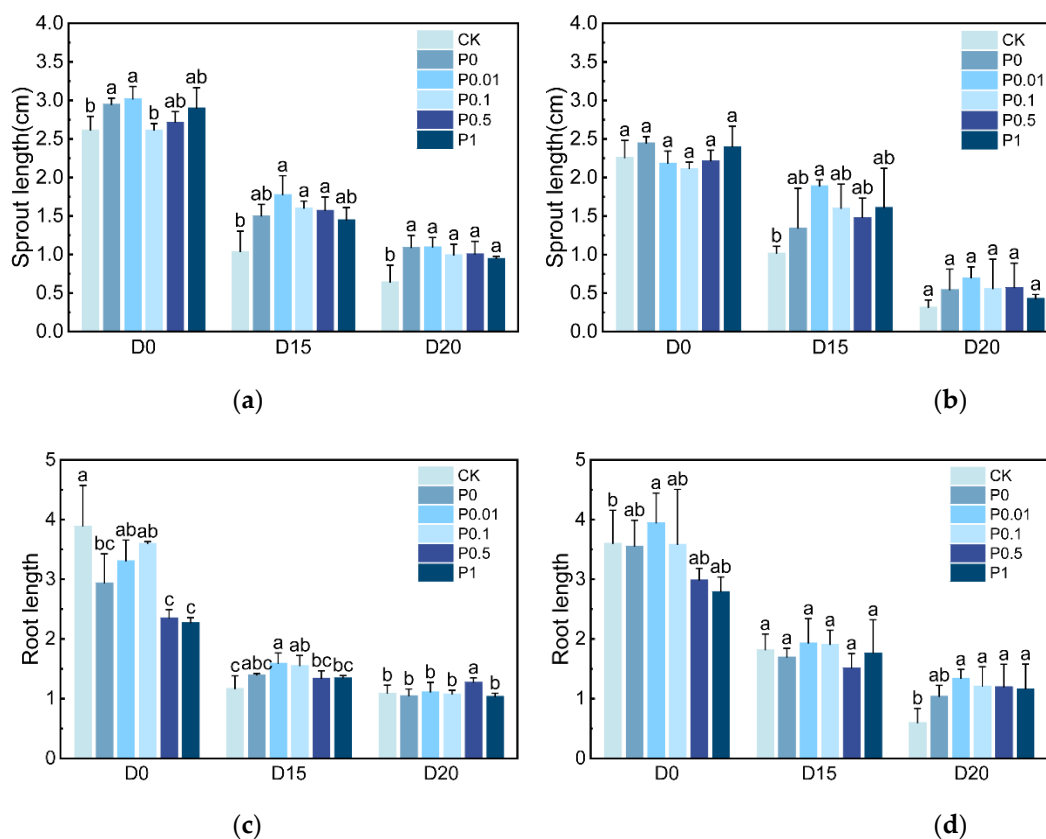 4.0
3.5
3.0
2.5
2.0
1.5
1.0
0.5
0.0
Sprout length(cm)
CK
P0
P0.01
P0.1
P0.5
P1
b a a b ab ab
b ab a a a ab
b a a a a a
D0 D15 D20
(a)
4.0
3.5
3.0
2.5
2.0
1.5
1.0
0.5
0.0
Sprout length(cm)
CK
P0
P0.01
P0.1
P0.5
P1
a a a a a a
b ab a ab ab ab
a a a a a a
D0 D15 D20
(b)
5
4
3
2
1
0
Root length
CK
P0
P0.01
P0.1
P0.5
P1
a bc ab ab c c
c abc a ab bc bc
b b b b a b
D0 D15 D20
(c)
5
4
3
2
1
0
Root length
CK
P0
P0.01
P0.1
P0.5
P1
b ab a ab ab ab
a a a a a a
b ab a a a a
D0 D15 D20
(d)